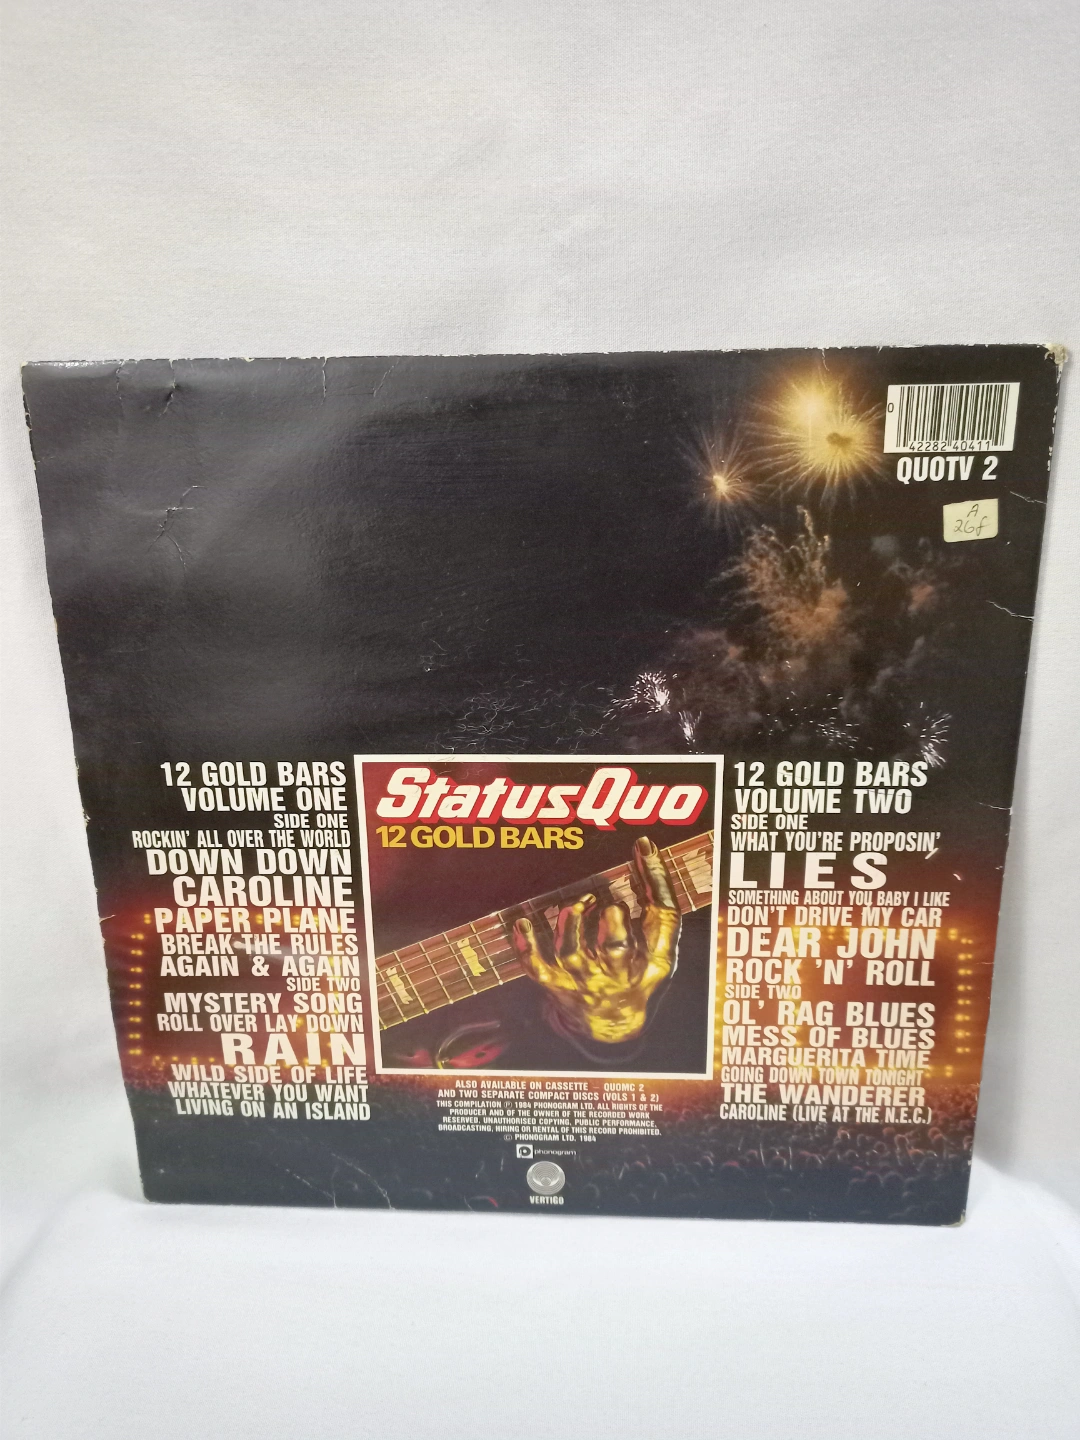 0
42282 40411
QUOTV 2
A
26f
12 GOLD BARS
VOLUME ONE
SIDE ONE
ROCKIN' ALL OVER THE WORLD
DOWN DOWN
CAROLINE
PAPER PLANE
BREAK THE RULES
AGAIN & AGAIN
SIDE TWO
MYSTERY SONG
ROLL OVER LAY DOWN
RAIN
WILD SIDE OF LIFE
WHATEVER YOU WANT
LIVING ON AN ISLAND
Status Quo
12 GOLD BARS
12 GOLD BARS
VOLUME TWO
SIDE ONE
WHAT YOU'RE PROPOSIN'
LIES
SOMETHING ABOUT YOU BABY I LIKE
DON'T DRIVE MY CAR
DEAR JOHN
ROCK 'N' ROLL
SIDE TWO
OL' RAG BLUES
MESS OF BLUES
MARGUERITA TIME
GOING DOWN TOWN TONIGHT
THE WANDERER
CAROLINE (LIVE AT THE N.E.C.)
ALSO AVAILABLE ON CASSETTE – QUOMC 2
AND TWO SEPARATE COMPACT DISCS (VOLS 1 & 2)
THIS COMPILATION ℗ 1984 PHONOGRAM LTD. ALL RIGHTS OF THE
PRODUCER AND OF THE OWNER OF THE RECORDED WORK
RESERVED. UNAUTHORISED COPYING, PUBLIC PERFORMANCE,
BROADCASTING, HIRING OR RENTAL OF THIS RECORD PROHIBITED.
© PHONOGRAM LTD. 1984
phonogram
VERTIGO